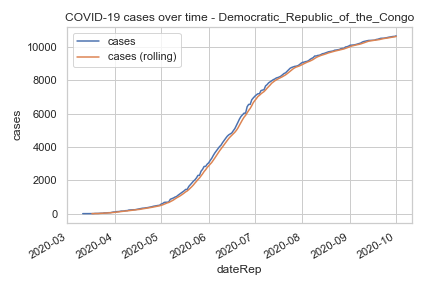 COVID-19 cases over time - Democratic_Republic_of_the_Congo
cases
cases (rolling)
cases
10000
8000
6000
4000
2000
0
2020-03
2020-04
2020-05
2020-06
2020-07
2020-08
2020-09
2020-10
dateRep